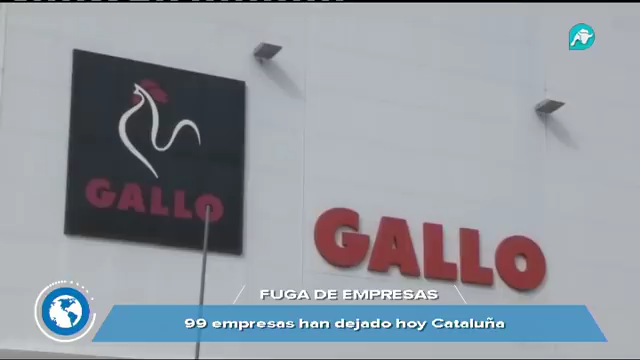 GALLO
GALLO
FUGA DE EMPRESAS
99 empresas han dejado hoy Cataluña